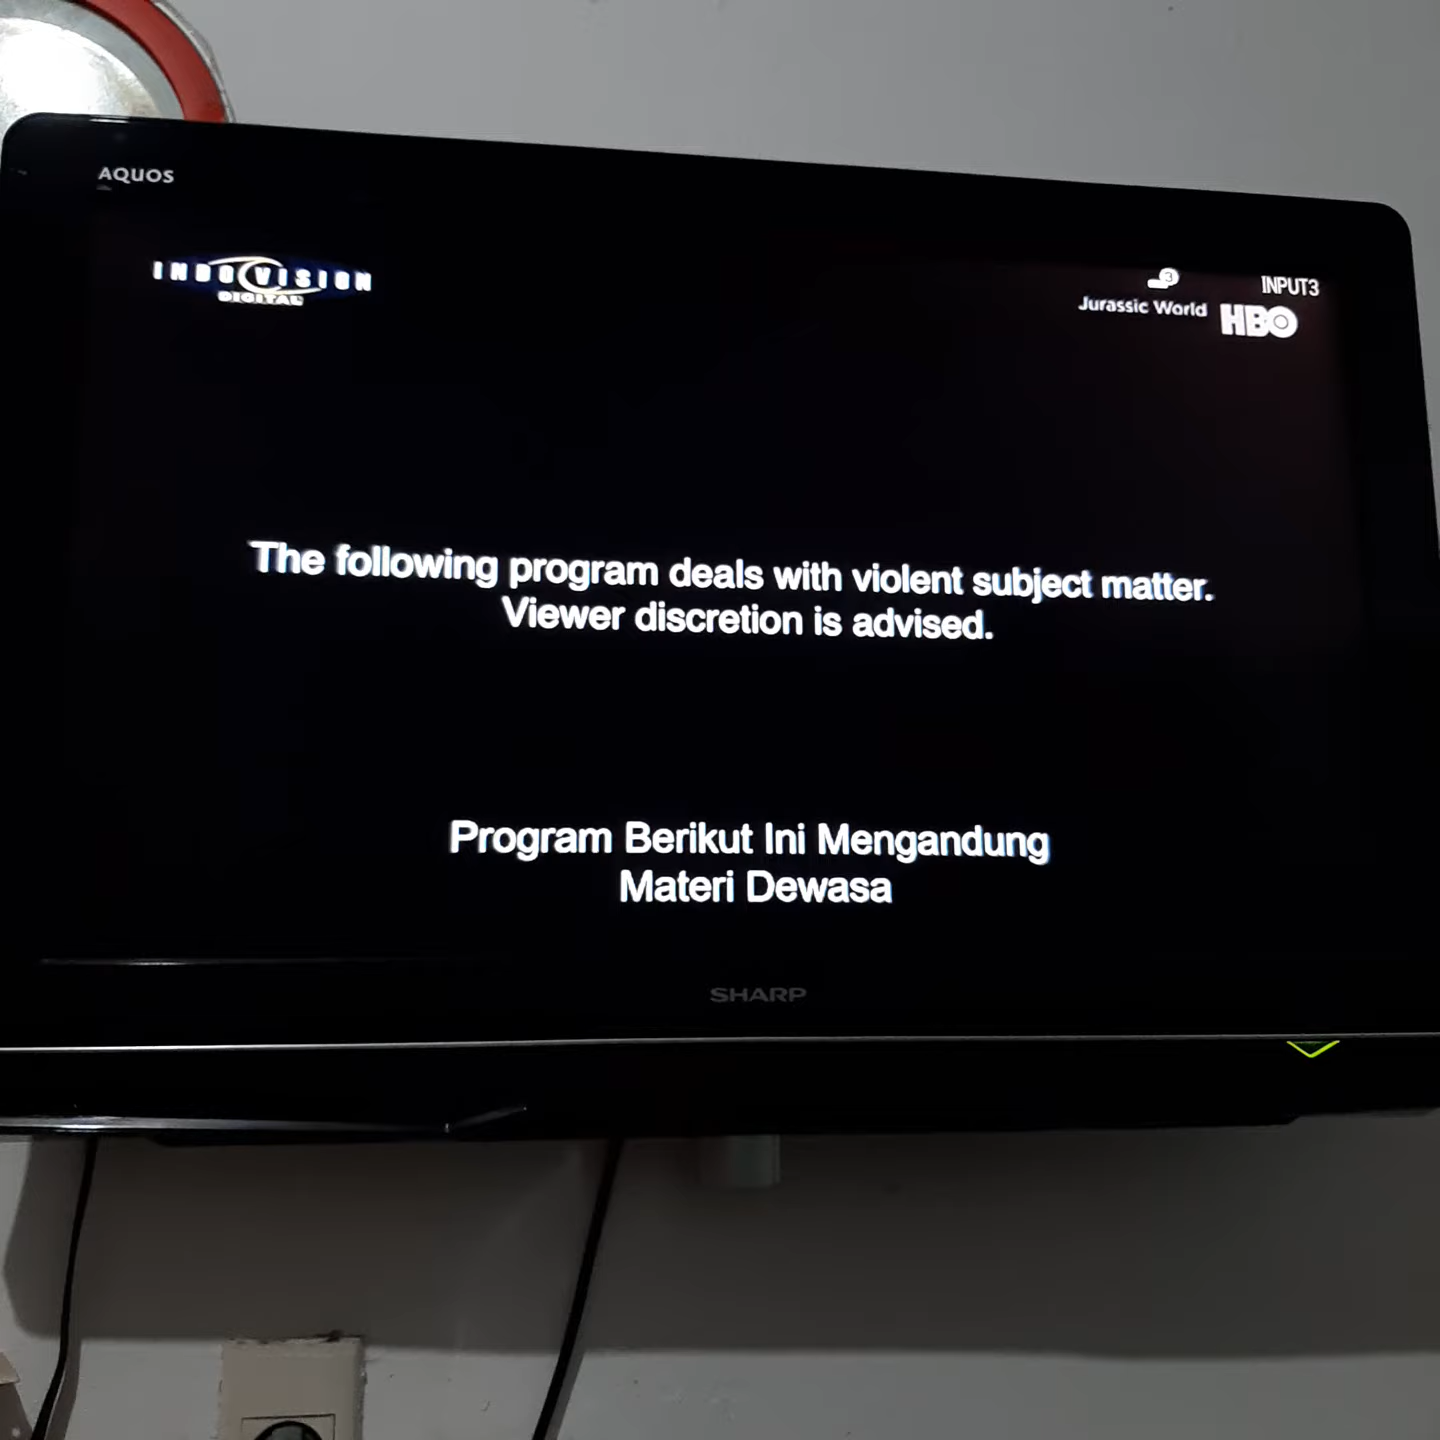 AQUOS
INDOVISION
DIGITAL
3
INPUT3
Jurassic World
HBO
The following program deals with violent subject matter.
Viewer discretion is advised.
Program Berikut Ini Mengandung
Materi Dewasa
SHARP